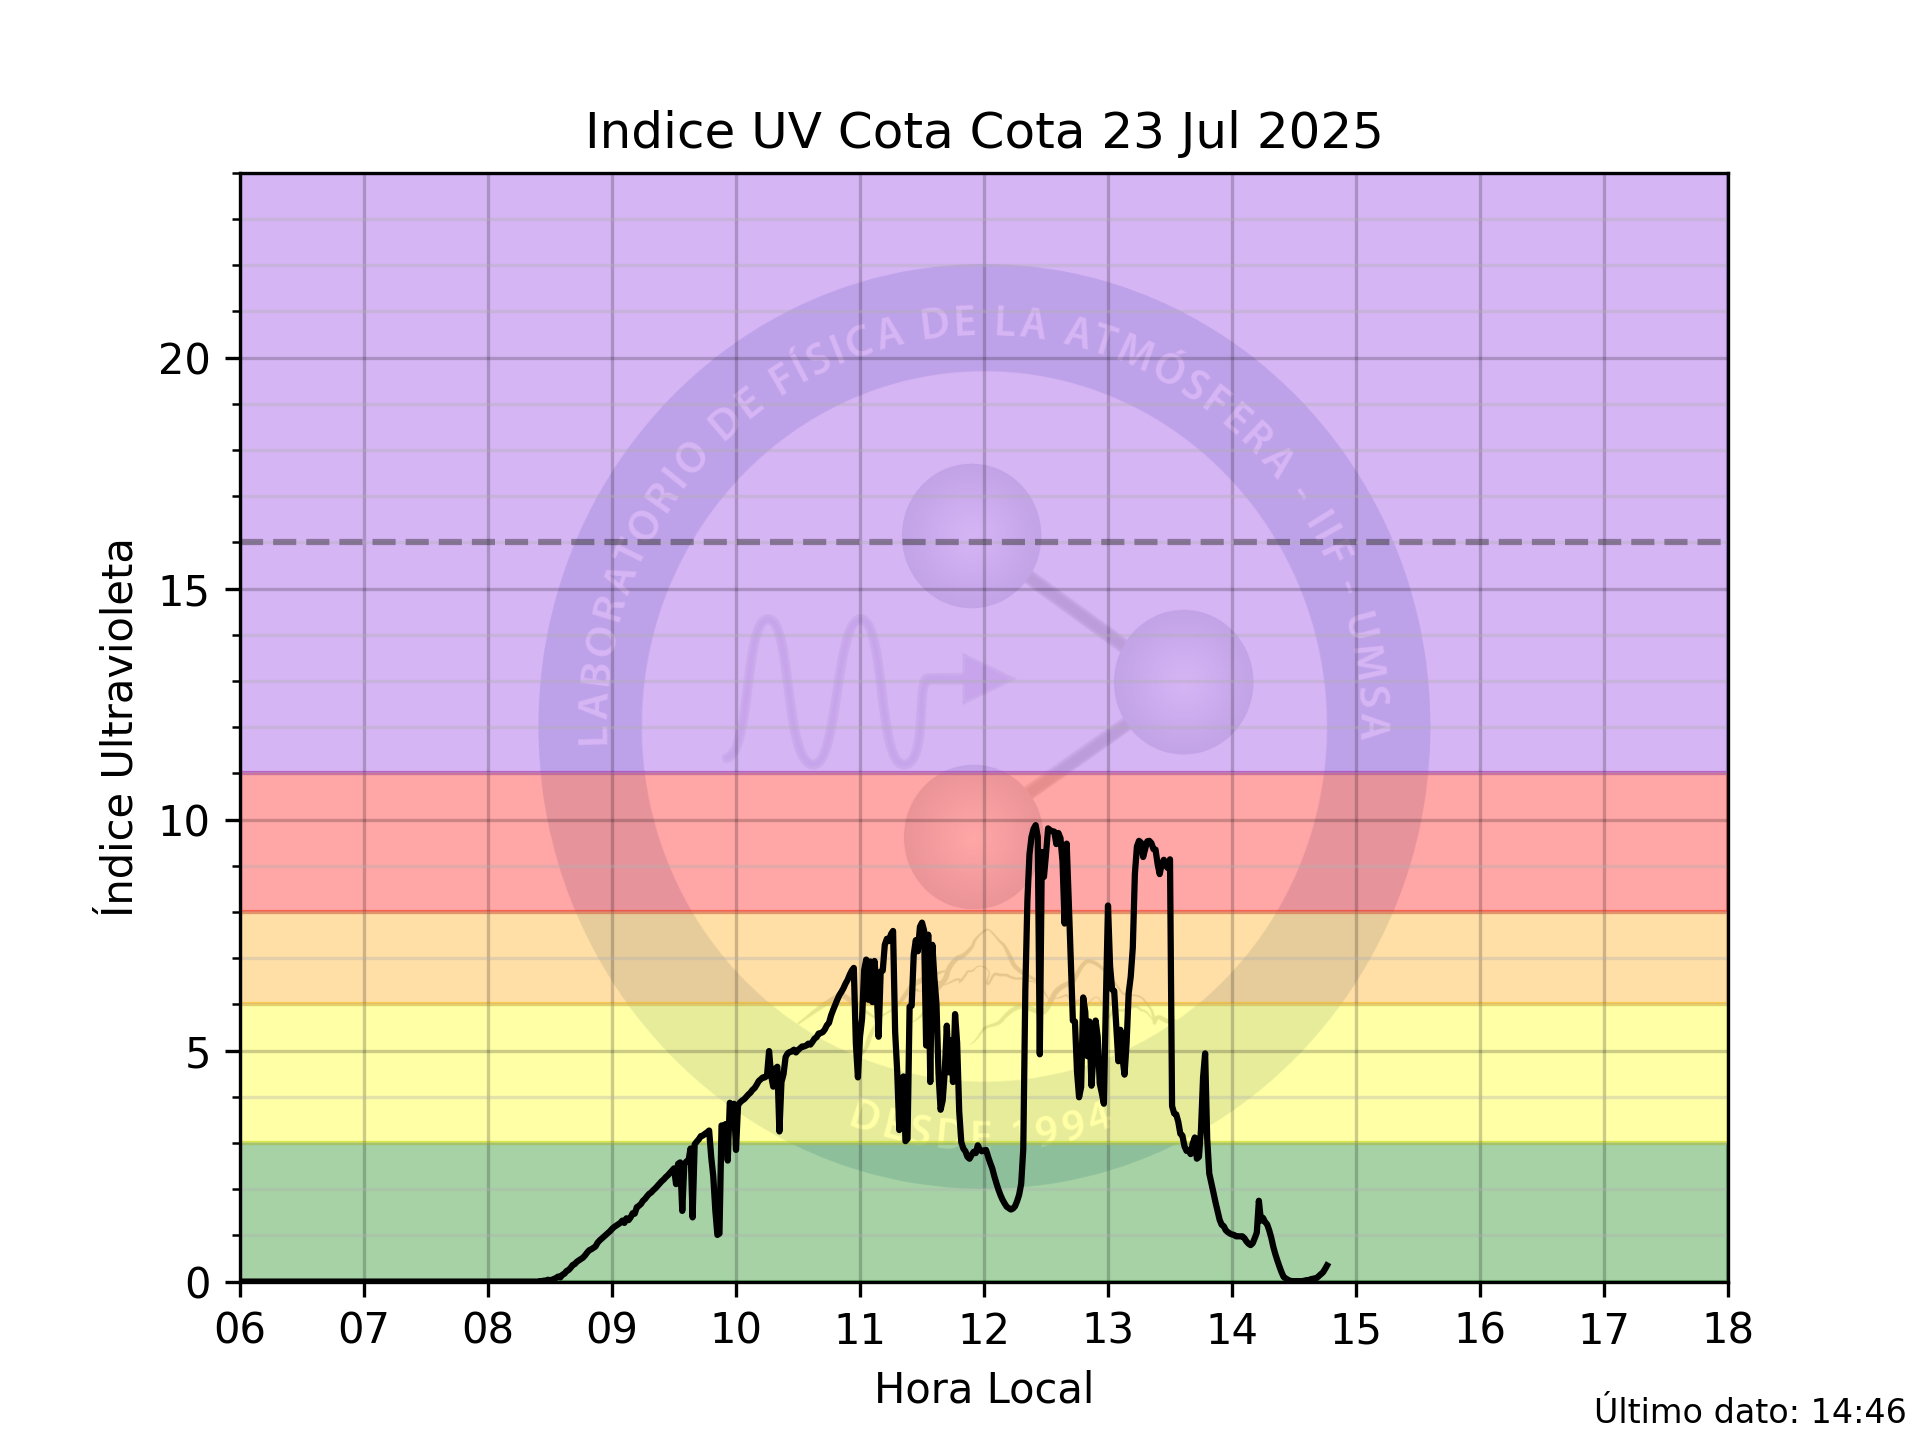 Indice UV Cota Cota 23 Jul 2025
20
15
10
5
0
Índice Ultravioleta
LABORATORIO DE FÍSICA DE LA ATMÓSFERA - IIF - UMSA
DESDE 1994
06 07 08 09 10 11 12 13 14 15 16 17 18
Hora Local
Último dato: 14:46